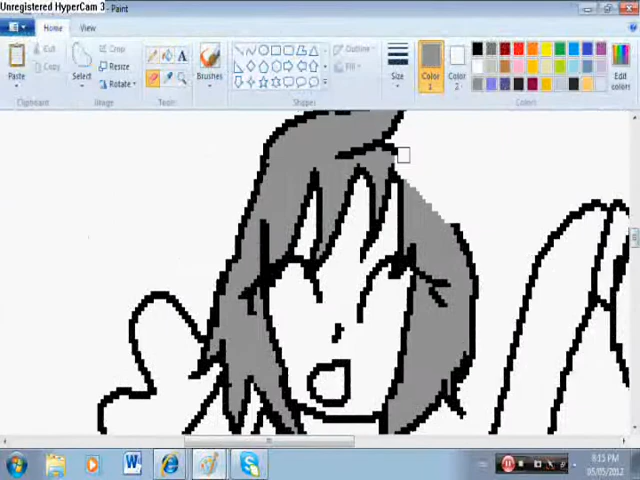 Unregistered HyperCam 3
- Paint
Home
View
Paste
Cut
Copy
Clipboard
Select
Crop
Resize
Rotate
Image
Tools
Brushes
Shapes
Outline
Fill
Size
Color
1
Color
2
Colors
Edit
colors
8:15 PM
05/05/2012